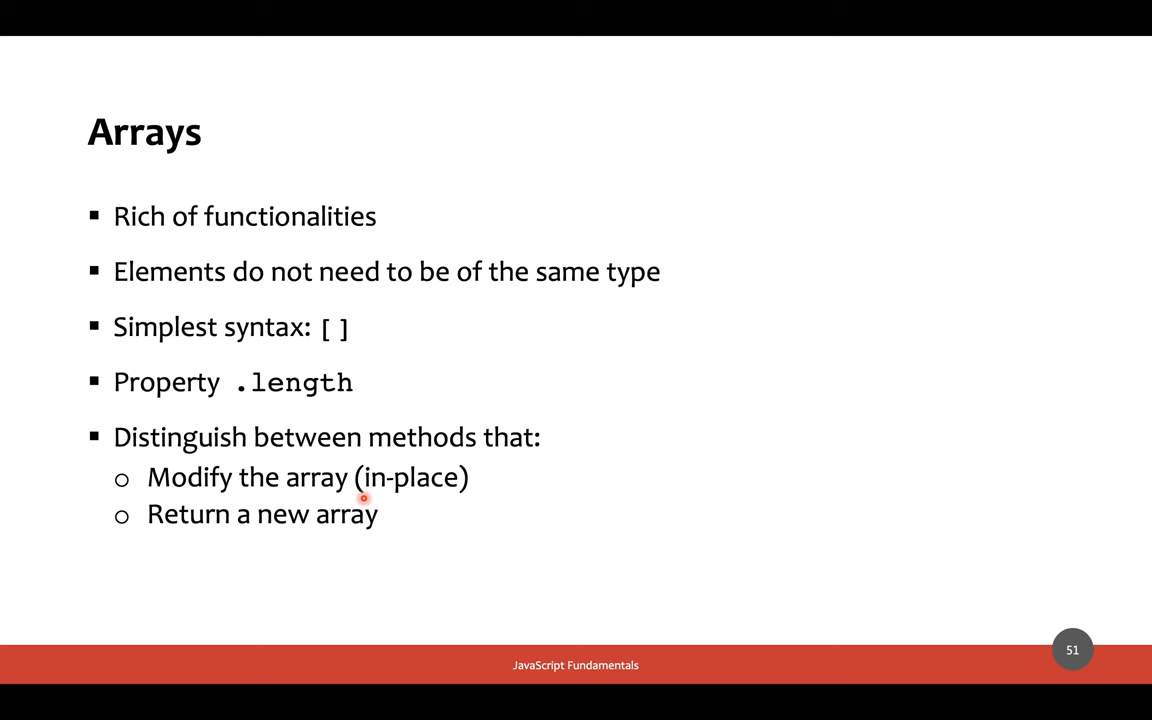 Arrays
▪ Rich of functionalities
▪ Elements do not need to be of the same type
▪ Simplest syntax: []
▪ Property .length
▪ Distinguish between methods that:
o Modify the array (in-place)
o Return a new array
JavaScript Fundamentals
51